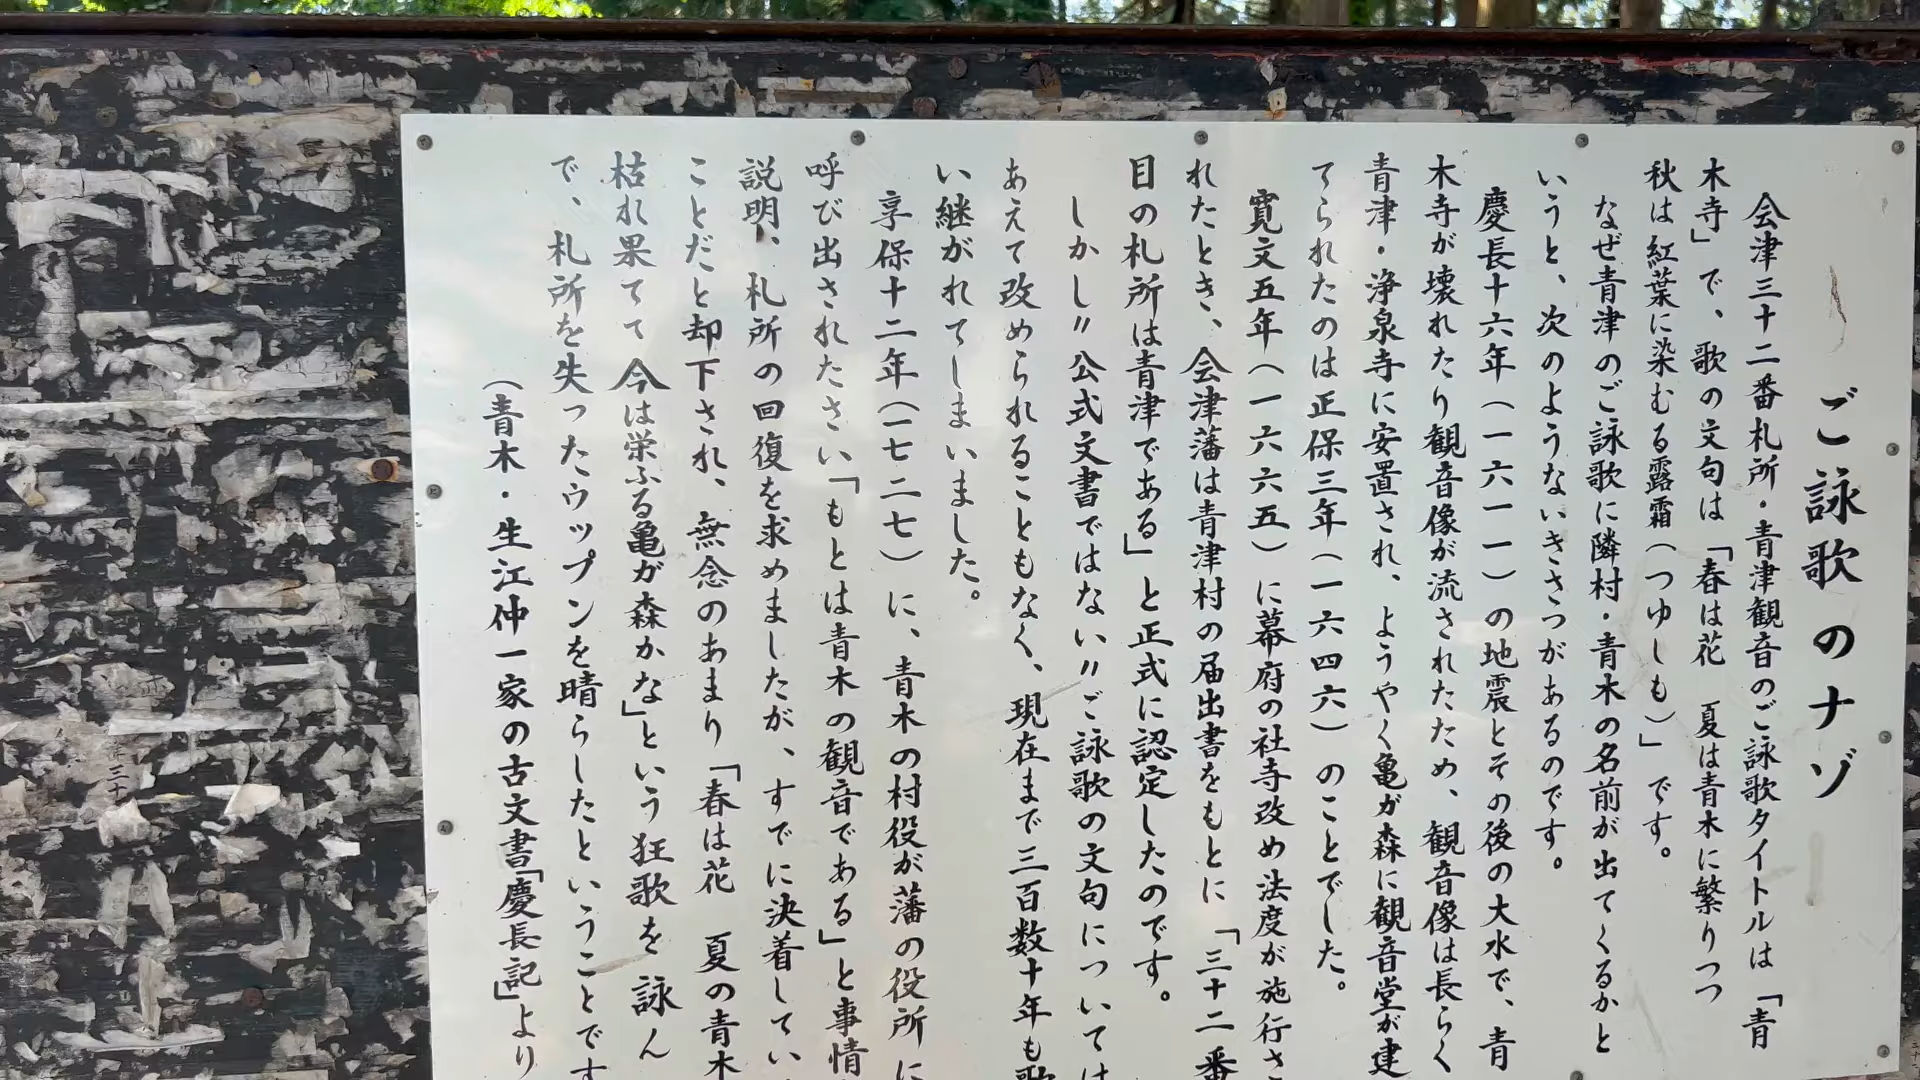 ご詠歌のナゾ
会津三十二番札所・青津観音のご詠歌タイトルは「青
木寺」で、歌の文句は「春は花 夏は青木に繁りつつ
秋は紅葉に染むる露霜(つゆしも)」です。
なぜ青津のご詠歌に隣村・青木の名前が出てくるかと
いうと、次のようないきさつがあるのです。
慶長十六年(一六一一)の地震とその後の大水で、青
木寺が壊れたり観音像が流されたため、観音像は長らく
青津・浄泉寺に安置され、ようやく亀が森に観音堂が建
てられたのは正保三年(一六四六)のことでした。
寛文五年(一六六五)に幕府の社寺改め法度が施行さ
れたとき、会津藩は青津村の届出書をもとに「三十二番
目の札所は青津である」と正式に認定したのです。
しかし〃公式文書ではない〃ご詠歌の文句については
あえて改められることもなく、現在まで三百数十年も歌
い継がれてしまいました。
享保十二年(一七二七)に、青木の村役が藩の役所に
呼び出されたさい「もとは青木の観音である」と事情
説明、札所の回復を求めましたが、すでに決着してい
ことだと却下され、無念のあまり「春は花 夏の青木
枯れ果てて 今は栄ふる亀が森かな」という狂歌を詠ん
で、札所を失ったウップンを晴らしたということです
(青木・生江仲一家の古文書「慶長記」より